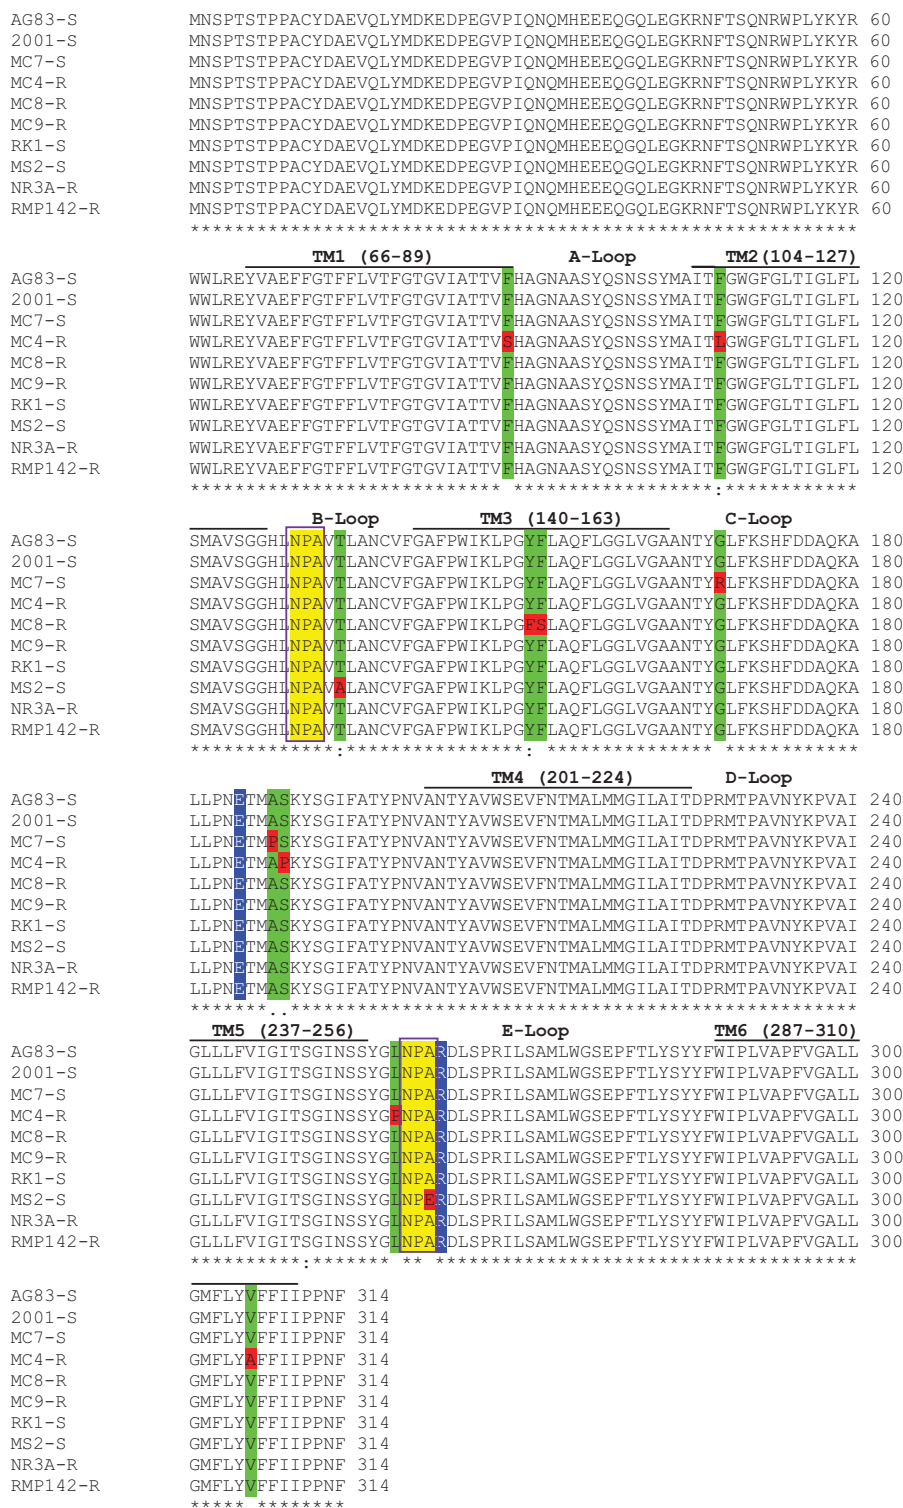 AG83-S MNSPTSTPPACYDAEVQLYMDKEDPEGVPIQNQMHEEEQGQLEGKRNFTSQNRWPLYKYR 60
2001-S MNSPTSTPPACYDAEVQLYMDKEDPEGVPIQNQMHEEEQGQLEGKRNFTSQNRWPLYKYR 60
MC7-S MNSPTSTPPACYDAEVQLYMDKEDPEGVPIQNQMHEEEQGQLEGKRNFTSQNRWPLYKYR 60
MC4-R MNSPTSTPPACYDAEVQLYMDKEDPEGVPIQNQMHEEEQGQLEGKRNFTSQNRWPLYKYR 60
MC8-R MNSPTSTPPACYDAEVQLYMDKEDPEGVPIQNQMHEEEQGQLEGKRNFTSQNRWPLYKYR 60
MC9-R MNSPTSTPPACYDAEVQLYMDKEDPEGVPIQNQMHEEEQGQLEGKRNFTSQNRWPLYKYR 60
RK1-S MNSPTSTPPACYDAEVQLYMDKEDPEGVPIQNQMHEEEQGQLEGKRNFTSQNRWPLYKYR 60
MS2-S MNSPTSTPPACYDAEVQLYMDKEDPEGVPIQNQMHEEEQGQLEGKRNFTSQNRWPLYKYR 60
NR3A-R MNSPTSTPPACYDAEVQLYMDKEDPEGVPIQNQMHEEEQGQLEGKRNFTSQNRWPLYKYR 60
RMP142-R MNSPTSTPPACYDAEVQLYMDKEDPEGVPIQNQMHEEEQGQLEGKRNFTSQNRWPLYKYR 60
************************************************************
TM1 (66-89) A-Loop TM2(104-127)
AG83-S WWLREYVAEFFGTFFLVTFGTGVIATTVFHAGNAASYQSNSSYMAITFGWGFGLTIGLFL 120
2001-S WWLREYVAEFFGTFFLVTFGTGVIATTVFHAGNAASYQSNSSYMAITFGWGFGLTIGLFL 120
MC7-S WWLREYVAEFFGTFFLVTFGTGVIATTVFHAGNAASYQSNSSYMAITFGWGFGLTIGLFL 120
MC4-R WWLREYVAEFFGTFFLVTFGTGVIATTVSHAGNAASYQSNSSYMAITLGWGFGLTIGLFL 120
MC8-R WWLREYVAEFFGTFFLVTFGTGVIATTVFHAGNAASYQSNSSYMAITFGWGFGLTIGLFL 120
MC9-R WWLREYVAEFFGTFFLVTFGTGVIATTVFHAGNAASYQSNSSYMAITFGWGFGLTIGLFL 120
RK1-S WWLREYVAEFFGTFFLVTFGTGVIATTVFHAGNAASYQSNSSYMAITFGWGFGLTIGLFL 120
MS2-S WWLREYVAEFFGTFFLVTFGTGVIATTVFHAGNAASYQSNSSYMAITFGWGFGLTIGLFL 120
NR3A-R WWLREYVAEFFGTFFLVTFGTGVIATTVFHAGNAASYQSNSSYMAITFGWGFGLTIGLFL 120
RMP142-R WWLREYVAEFFGTFFLVTFGTGVIATTVFHAGNAASYQSNSSYMAITFGWGFGLTIGLFL 120
**************************** ******************:************
B-Loop TM3 (140-163) C-Loop
AG83-S SMAVSGGHLNPAVTLANCVFGAFPWIKLPGYFLAQFLGGLVGAANTYGLFKSHFDDAQKA 180
2001-S SMAVSGGHLNPAVTLANCVFGAFPWIKLPGYFLAQFLGGLVGAANTYGLFKSHFDDAQKA 180
MC7-S SMAVSGGHLNPAVTLANCVFGAFPWIKLPGYFLAQFLGGLVGAANTYRLFKSHFDDAQKA 180
MC4-R SMAVSGGHLNPAVTLANCVFGAFPWIKLPGYFLAQFLGGLVGAANTYGLFKSHFDDAQKA 180
MC8-R SMAVSGGHLNPAVTLANCVFGAFPWIKLPGFSLAQFLGGLVGAANTYGLFKSHFDDAQKA 180
MC9-R SMAVSGGHLNPAVTLANCVFGAFPWIKLPGYFLAQFLGGLVGAANTYGLFKSHFDDAQKA 180
RK1-S SMAVSGGHLNPAVTLANCVFGAFPWIKLPGYFLAQFLGGLVGAANTYGLFKSHFDDAQKA 180
MS2-S SMAVSGGHLNPAVALANCVFGAFPWIKLPGYFLAQFLGGLVGAANTYGLFKSHFDDAQKA 180
NR3A-R SMAVSGGHLNPAVTLANCVFGAFPWIKLPGYFLAQFLGGLVGAANTYGLFKSHFDDAQKA 180
RMP142-R SMAVSGGHLNPAVTLANCVFGAFPWIKLPGYFLAQFLGGLVGAANTYGLFKSHFDDAQKA 180
*************:****************: *************** ************
TM4 (201-224) D-Loop
AG83-S LLPNETMASKYSGIFATYPNVANTYAVWSEVFNTMALMMGILAITDPRMTPAVNYKPVAI 240
2001-S LLPNETMASKYSGIFATYPNVANTYAVWSEVFNTMALMMGILAITDPRMTPAVNYKPVAI 240
MC7-S LLPNETMPSKYSGIFATYPNVANTYAVWSEVFNTMALMMGILAITDPRMTPAVNYKPVAI 240
MC4-R LLPNETMAPKYSGIFATYPNVANTYAVWSEVFNTMALMMGILAITDPRMTPAVNYKPVAI 240
MC8-R LLPNETMASKYSGIFATYPNVANTYAVWSEVFNTMALMMGILAITDPRMTPAVNYKPVAI 240
MC9-R LLPNETMASKYSGIFATYPNVANTYAVWSEVFNTMALMMGILAITDPRMTPAVNYKPVAI 240
RK1-S LLPNETMASKYSGIFATYPNVANTYAVWSEVFNTMALMMGILAITDPRMTPAVNYKPVAI 240
MS2-S LLPNETMASKYSGIFATYPNVANTYAVWSEVFNTMALMMGILAITDPRMTPAVNYKPVAI 240
NR3A-R LLPNETMASKYSGIFATYPNVANTYAVWSEVFNTMALMMGILAITDPRMTPAVNYKPVAI 240
RMP142-R LLPNETMASKYSGIFATYPNVANTYAVWSEVFNTMALMMGILAITDPRMTPAVNYKPVAI 240
*******..***************************************************
TM5 (237-256) E-Loop TM6 (287-310)
AG83-S GLLLFVIGITSGINSSYGLNPARDLSPRILSAMLWGSEPFTLYSYYFWIPLVAPFVGALL 300
2001-S GLLLFVIGITSGINSSYGLNPARDLSPRILSAMLWGSEPFTLYSYYFWIPLVAPFVGALL 300
MC7-S GLLLFVIGITSGINSSYGLNPARDLSPRILSAMLWGSEPFTLYSYYFWIPLVAPFVGALL 300
MC4-R GLLLFVIGITSGINSSYGPNPARDLSPRILSAMLWGSEPFTLYSYYFWIPLVAPFVGALL 300
MC8-R GLLLFVIGITSGINSSYGLNPARDLSPRILSAMLWGSEPFTLYSYYFWIPLVAPFVGALL 300
MC9-R GLLLFVIGITSGINSSYGLNPARDLSPRILSAMLWGSEPFTLYSYYFWIPLVAPFVGALL 300
RK1-S GLLLFVIGITSGINSSYGLNPARDLSPRILSAMLWGSEPFTLYSYYFWIPLVAPFVGALL 300
MS2-S GLLLFVIGITSGINSSYGLNPERDLSPRILSAMLWGSEPFTLYSYYFWIPLVAPFVGALL 300
NR3A-R GLLLFVIGITSGINSSYGLNPARDLSPRILSAMLWGSEPFTLYSYYFWIPLVAPFVGALL 300
RMP142-R GLLLFVIGITSGINSSYGLNPARDLSPRILSAMLWGSEPFTLYSYYFWIPLVAPFVGALL 300
**********:******* ** **************************************
AG83-S GMFLYVFFIIPPNF 314
2001-S GMFLYVFFIIPPNF 314
MC7-S GMFLYVFFIIPPNF 314
MC4-R GMFLYAFFIIPPNF 314
MC8-R GMFLYVFFIIPPNF 314
MC9-R GMFLYVFFIIPPNF 314
RK1-S GMFLYVFFIIPPNF 314
MS2-S GMFLYVFFIIPPNF 314
NR3A-R GMFLYVFFIIPPNF 314
RMP142-R GMFLYVFFIIPPNF 314
***** ********